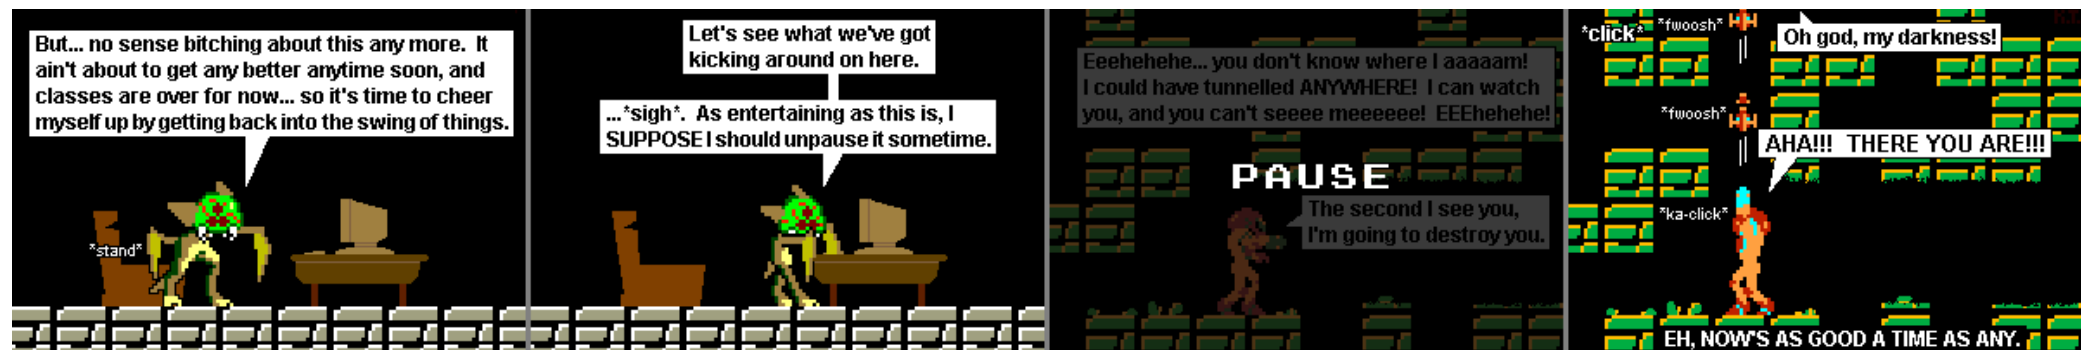 But... no sense bitching about this any more. It
ain't about to get any better anytime soon, and
classes are over for now... so it's time to cheer
myself up by getting back into the swing of things.
*stand*
Let's see what we've got
kicking around on here.
...*sigh*. As entertaining as this is, I
SUPPOSE I should unpause it sometime.
Eeehehehe... you don't know where I aaaaam!
I could have tunnelled ANYWHERE! I can watch
you, and you can't seeee meeeeee! EEEhehehe!
PAUSE
The second I see you,
I'm going to destroy you.
*click*
*fwoosh*
Oh god, my darkness!
*fwoosh*
AHA!!! THERE YOU ARE!!!
*ka-click*
EH, NOW'S AS GOOD A TIME AS ANY.